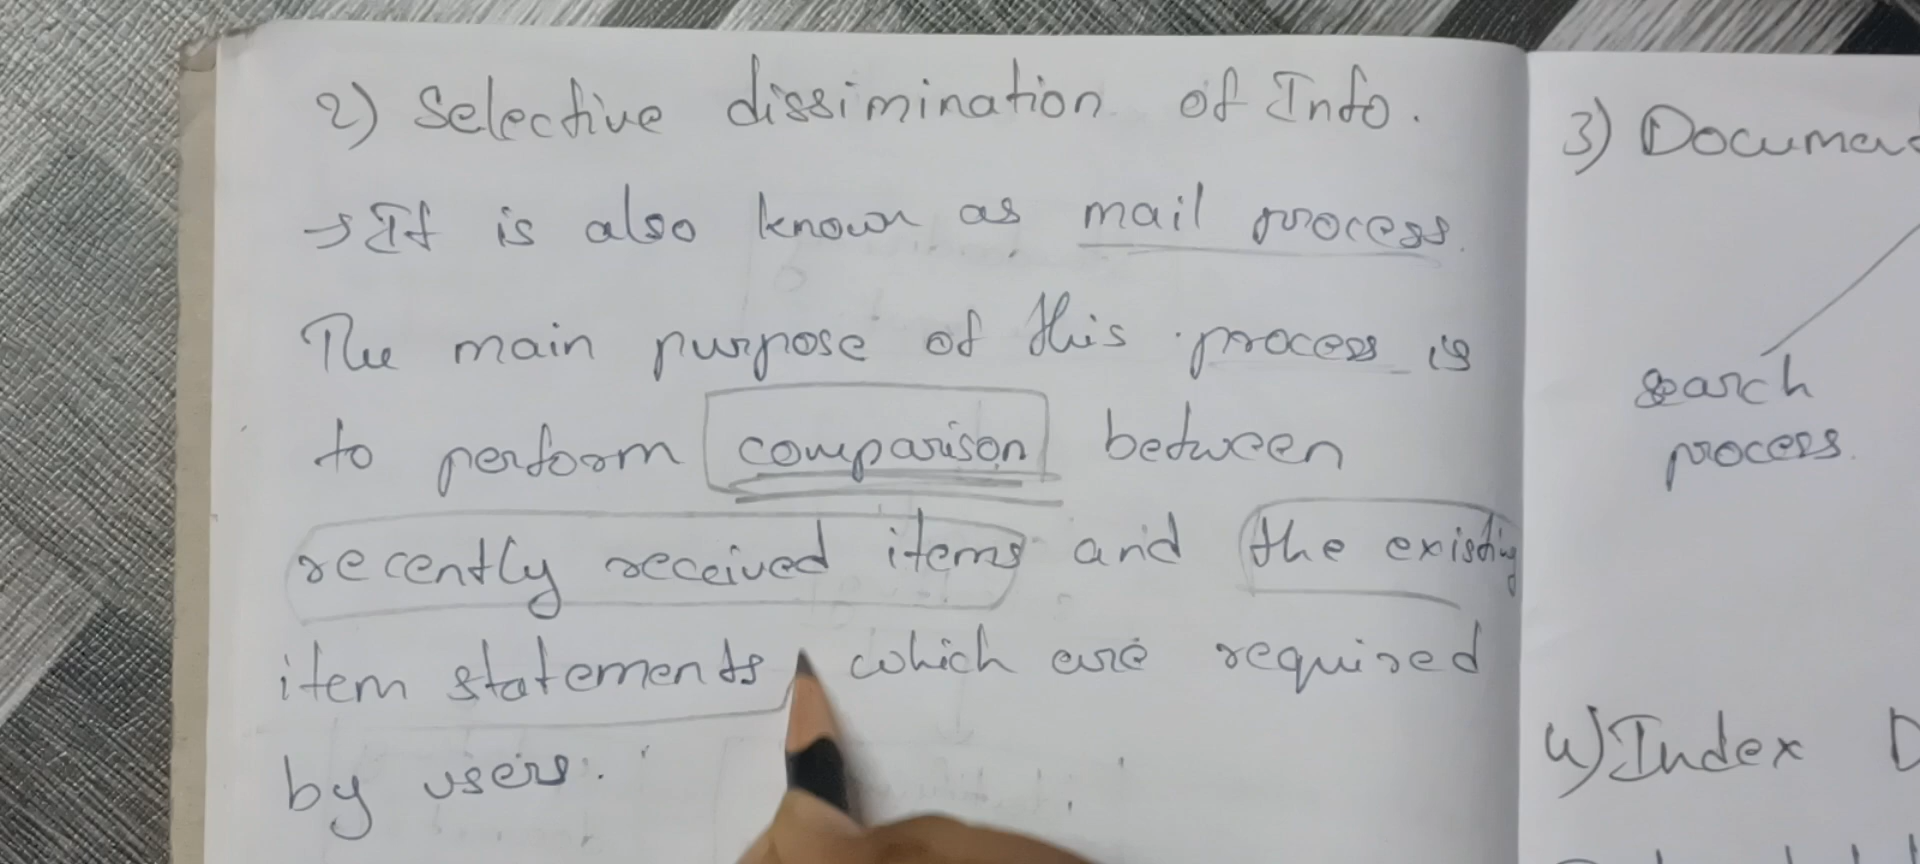 2) Selective dissimination of Info.
→ It is also known as mail process.
The main purpose of this process is
to perform comparison between
recently received items and the existing
item statements, which are required
by users.
3) Documen
search
process.
4) Index D